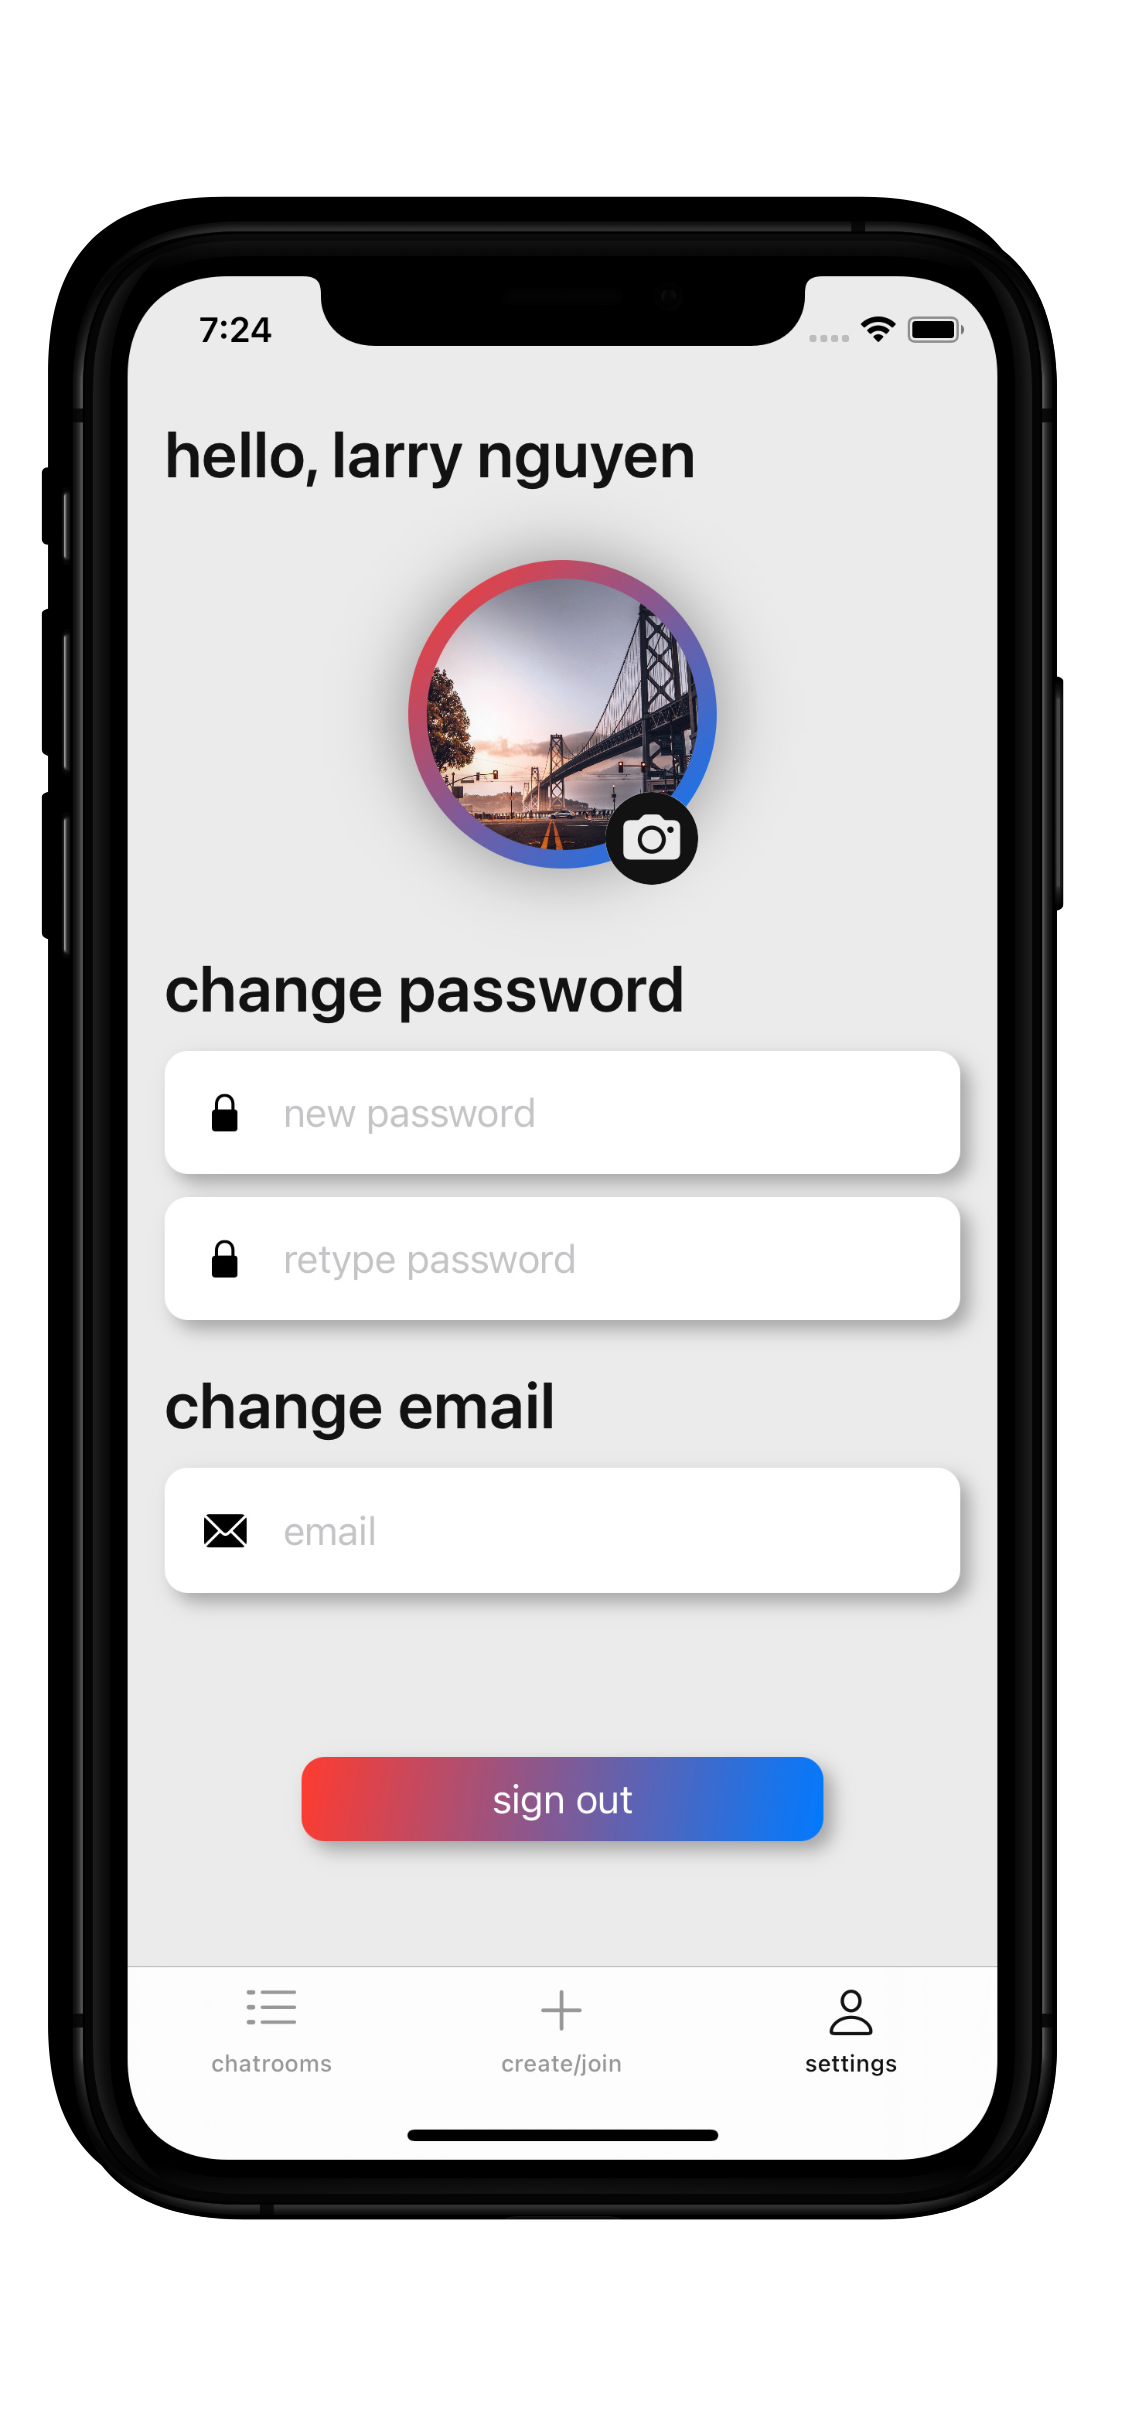 7:24
hello, larry nguyen
change password
new password
retype password
change email
email
sign out
chatrooms
create/join
settings